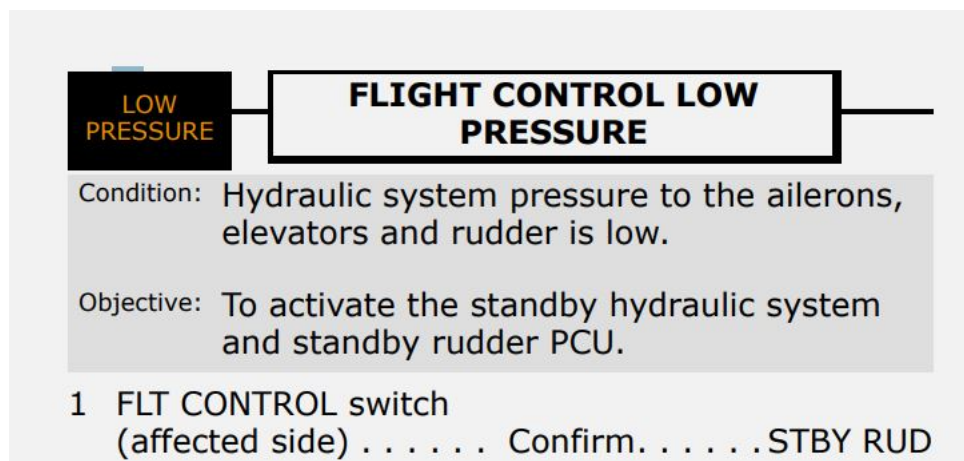 LOW
PRESSURE
FLIGHT CONTROL LOW
PRESSURE
Condition: Hydraulic system pressure to the ailerons,
elevators and rudder is low.
Objective: To activate the standby hydraulic system
and standby rudder PCU.
1 FLT CONTROL switch
(affected side) . . . . . . Confirm. . . . . . STBY RUD